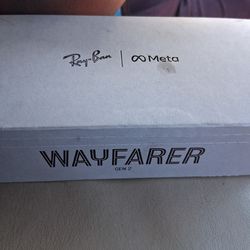 Ray-Ban | ∞ Meta
WAYFARER
GEN 2